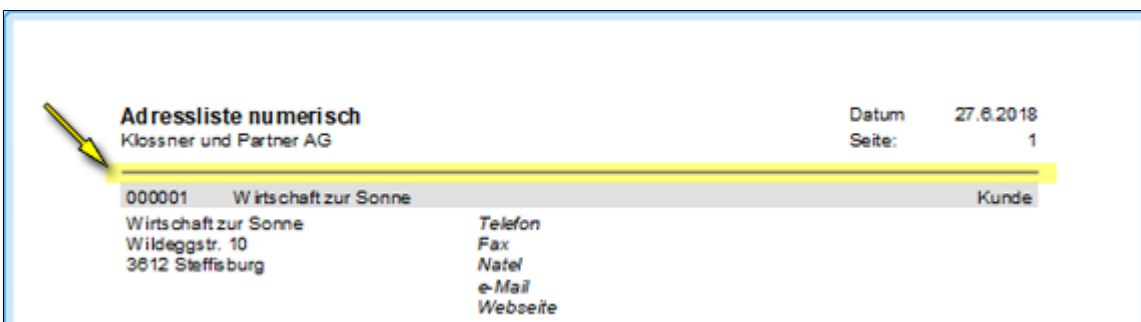 Adressliste numerisch Datum 27.6.2018
Klossner und Partner AG Seite: 1
000001 Wirtschaft zur Sonne Kunde
Wirtschaft zur Sonne Telefon
Wildeggstr. 10 Fax
3612 Steffisburg Natel
e-Mail
Webseite